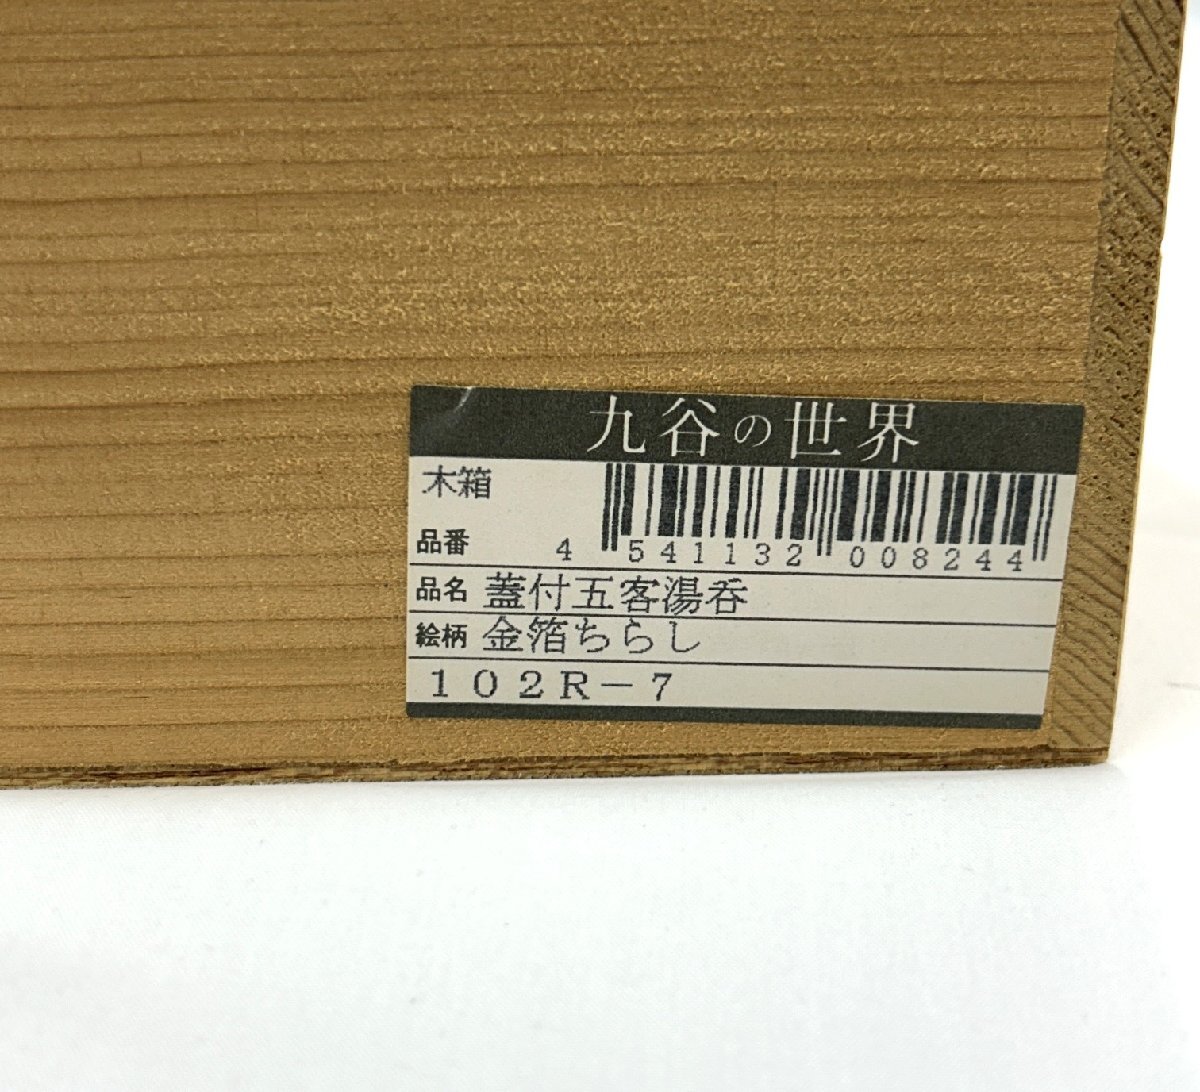 九谷の世界
木箱
品番 4 541132 008244
品名 蓋付五客湯呑
絵柄 金箔ちらし
102R-7